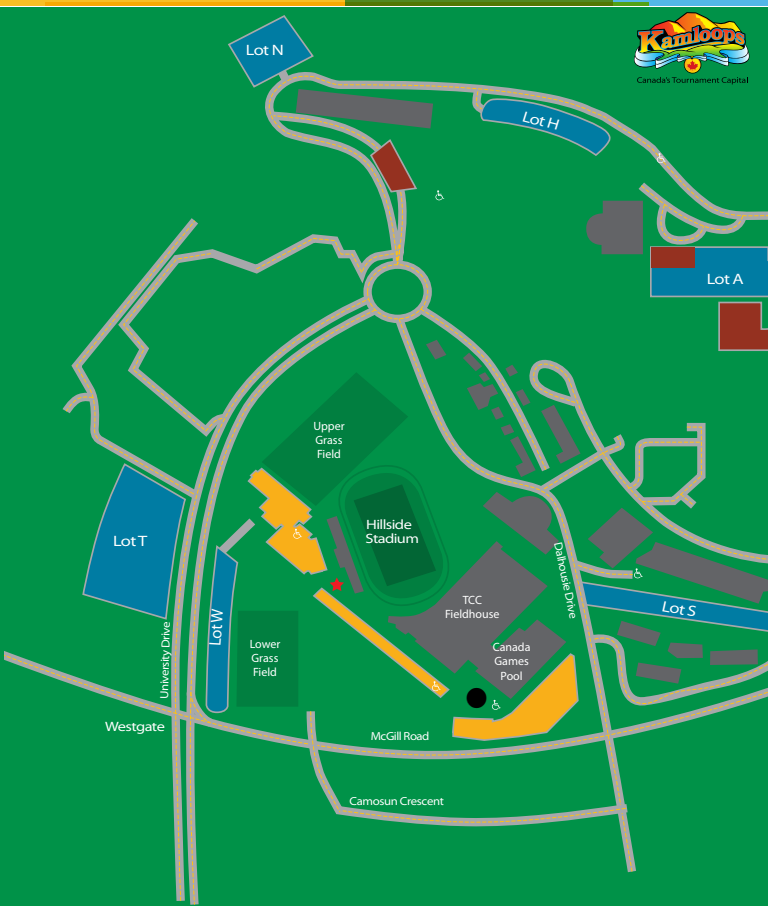 Kamloops
Canada's Tournament Capital
Lot N
Lot H
Lot A
Upper
Grass
Field
Hillside
Stadium
Lot T
Dalhousie Drive
TCC
Fieldhouse
Lot S
Lot W
University Drive
Lower
Grass
Field
Canada
Games
Pool
Westgate
McGill Road
Camosun Crescent